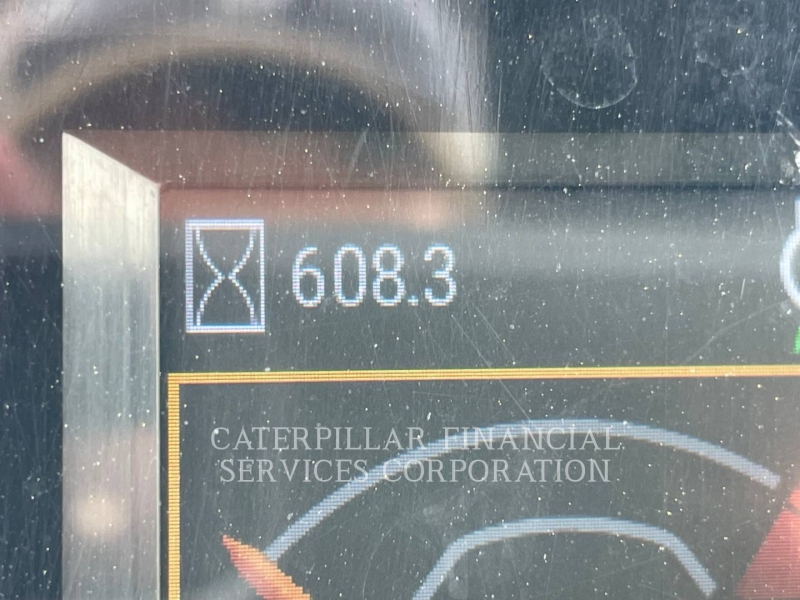 608.3
CATERPILLAR FINANCIAL
SERVICES CORPORATION